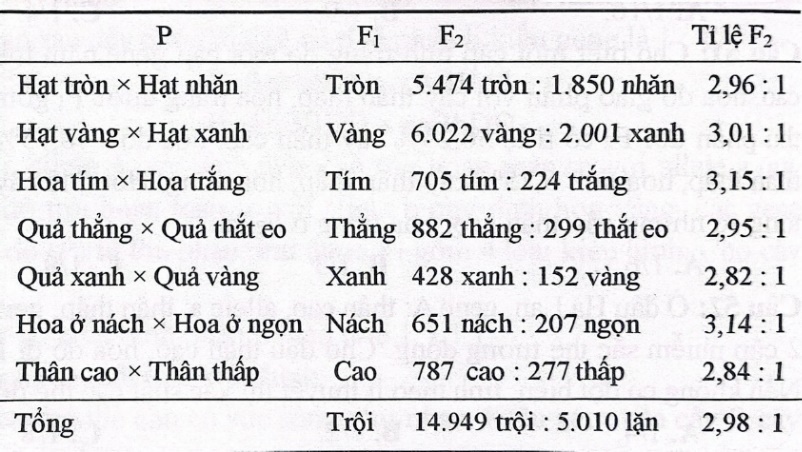 P F₁ F₂ Tỉ lệ F₂
Hạt tròn × Hạt nhăn Tròn 5.474 tròn : 1.850 nhăn 2,96 : 1
Hạt vàng × Hạt xanh Vàng 6.022 vàng : 2.001 xanh 3,01 : 1
Hoa tím × Hoa trắng Tím 705 tím : 224 trắng 3,15 : 1
Quả thẳng × Quả thắt eo Thẳng 882 thẳng : 299 thắt eo 2,95 : 1
Quả xanh × Quả vàng Xanh 428 xanh : 152 vàng 2,82 : 1
Hoa ở nách × Hoa ở ngọn Nách 651 nách : 207 ngọn 3,14 : 1
Thân cao × Thân thấp Cao 787 cao : 277 thấp 2,84 : 1
Tổng Trội 14.949 trội : 5.010 lặn 2,98 : 1